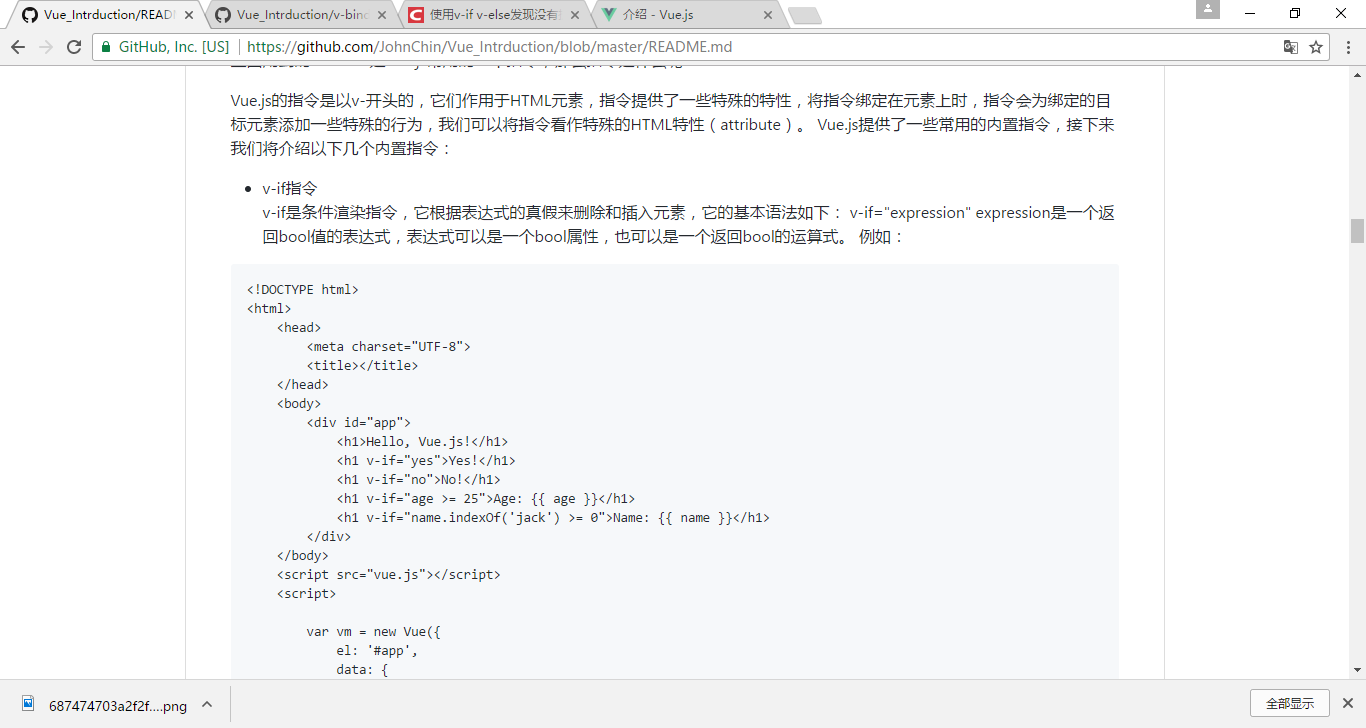 Vue_Intrduction/READ
Vue_Intrduction/v-bind
使用v-if v-else发现没有
介绍 - Vue.js
GitHub, Inc. [US]
https://github.com/JohnChin/Vue_Intrduction/blob/master/README.md
Vue.js的指令是以v-开头的，它们作用于HTML元素，指令提供了一些特殊的特性，将指令绑定在元素上时，指令会为绑定的目
标元素添加一些特殊的行为，我们可以将指令看作特殊的HTML特性（attribute）。 Vue.js提供了一些常用的内置指令，接下来
我们将介绍以下几个内置指令：
v-if指令
v-if是条件渲染指令，它根据表达式的真假来删除和插入元素，它的基本语法如下： v-if="expression" expression是一个返
回bool值的表达式，表达式可以是一个bool属性，也可以是一个返回bool的运算式。 例如：
<!DOCTYPE html>
<html>
    <head>
        <meta charset="UTF-8">
        <title></title>
    </head>
    <body>
        <div id="app">
            <h1>Hello, Vue.js!</h1>
            <h1 v-if="yes">Yes!</h1>
            <h1 v-if="no">No!</h1>
            <h1 v-if="age >= 25">Age: {{ age }}</h1>
            <h1 v-if="name.indexOf('jack') >= 0">Name: {{ name }}</h1>
        </div>
    </body>
    <script src="vue.js"></script>
    <script>
        var vm = new Vue({
            el: '#app',
            data: {
687474703a2f2f....png
全部显示